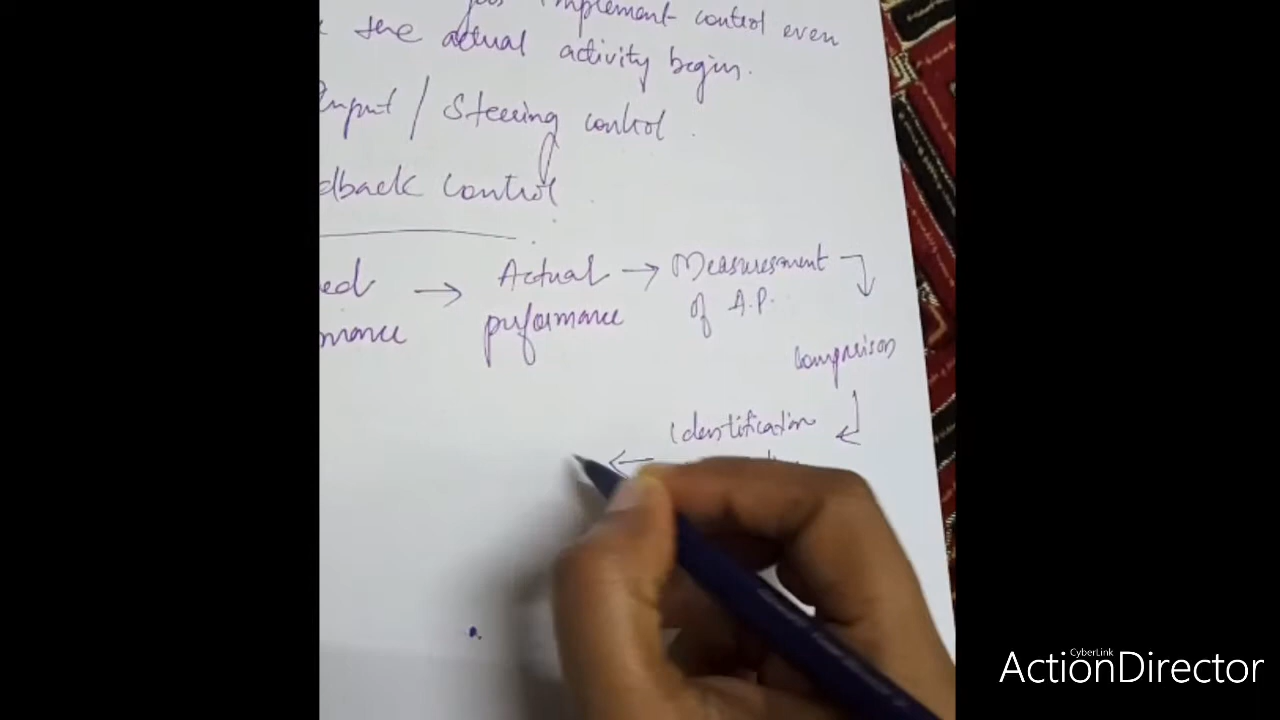 implement control even
the actual activity begin.
Input / Steering control.
dback control.
ed → Actual → Measurement
mance performance of A.P.
comparison
Identification
←
CyberLink
ActionDirector